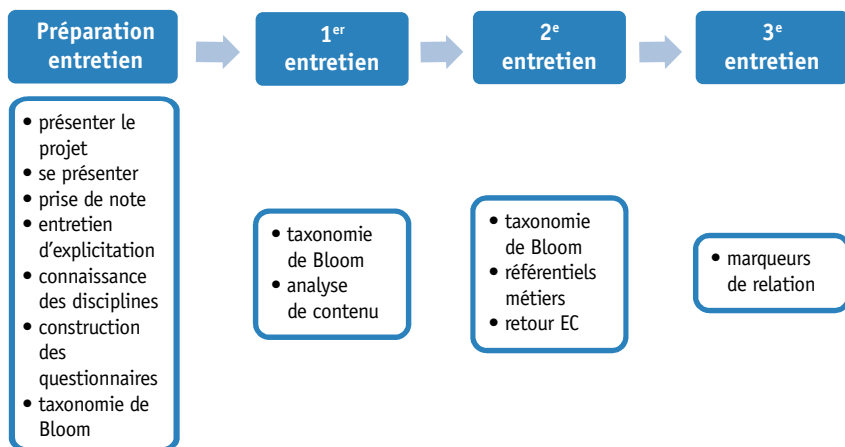 Préparation
entretien
1er
entretien
2e
entretien
3e
entretien
• présenter le
projet
• se présenter
• prise de note
• entretien
d'explicitation
• connaissance
des disciplines
• construction
des
questionnaires
• taxonomie de
Bloom
• taxonomie
de Bloom
• analyse
de contenu
• taxonomie
de Bloom
• référentiels
métiers
• retour EC
• marqueurs
de relation